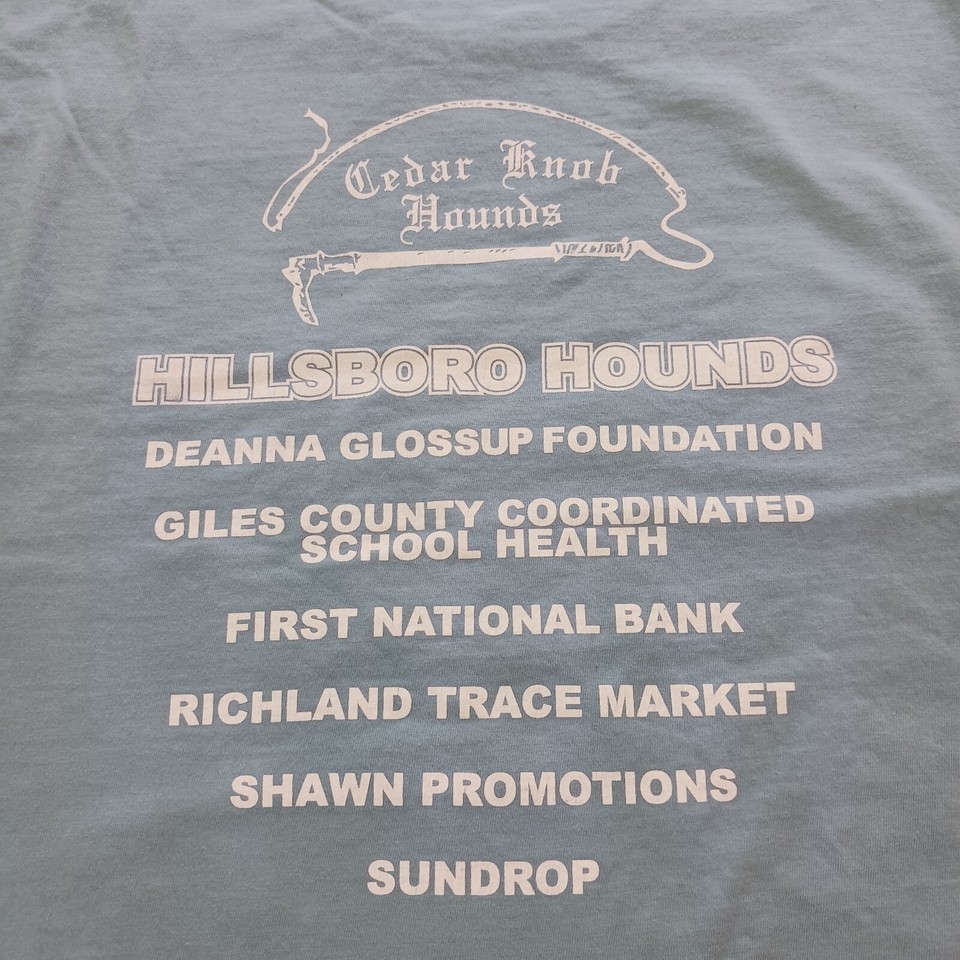 Cedar Knob
Hounds
HILLSBORO HOUNDS
DEANNA GLOSSUP FOUNDATION
GILES COUNTY COORDINATED
SCHOOL HEALTH
FIRST NATIONAL BANK
RICHLAND TRACE MARKET
SHAWN PROMOTIONS
SUNDROP